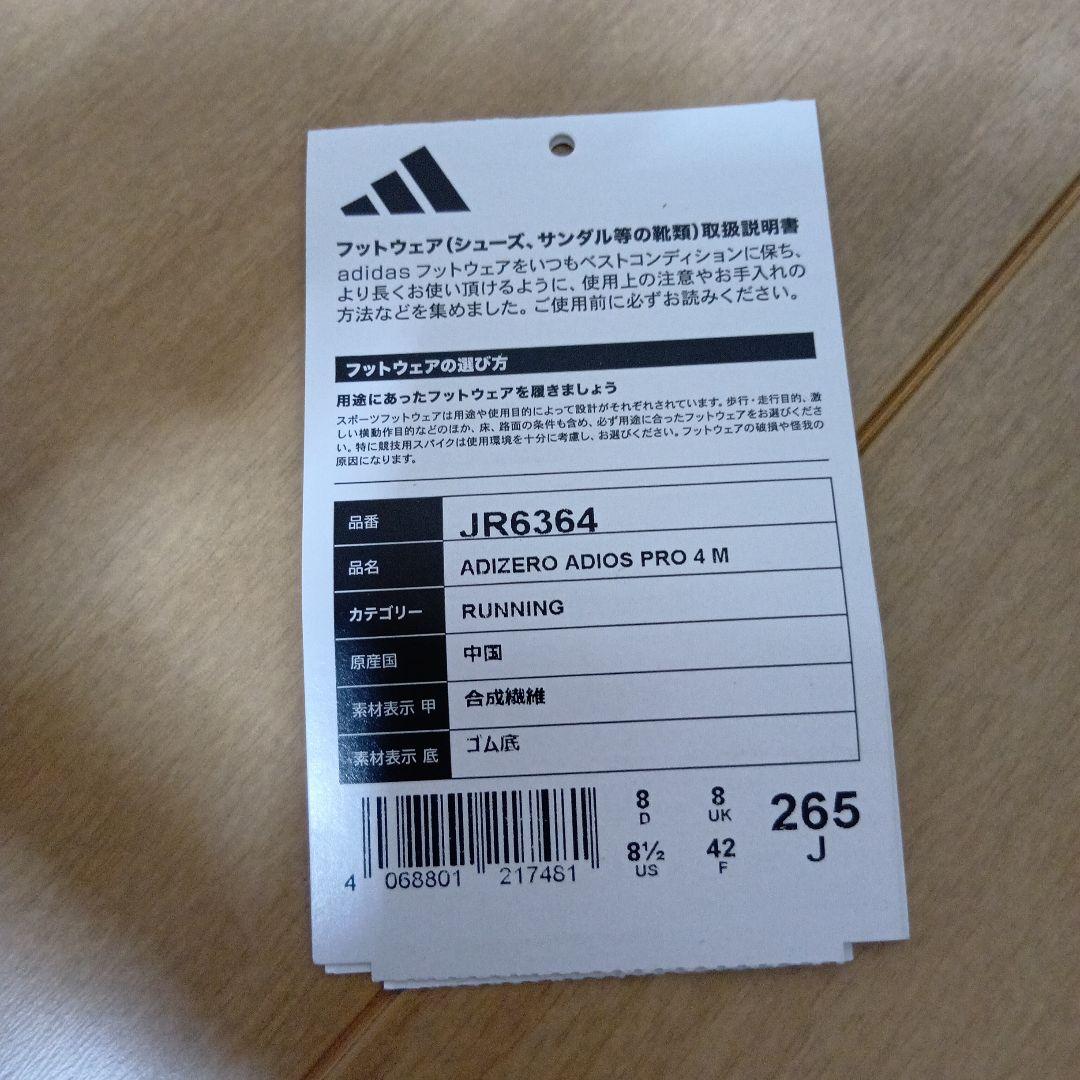 フットウェア(シューズ、サンダル等の靴類)取扱説明書
adidas フットウェアをいつもベストコンディションに保ち、
より長くお使い頂けるように、使用上の注意やお手入れの
方法などを集めました。ご使用前に必ずお読みください。
フットウェアの選び方
用途にあったフットウェアを履きましょう
スポーツフットウェアは用途や使用目的によって設計がそれぞれされています。歩行・走行目的、激
しい横動作目的などのほか、床、路面の条件も含め、必ず用途に合ったフットウェアをお選びくださ
い。特に競技用スパイクは使用環境を十分に考慮し、お選びください。フットウェアの破損や怪我の
原因になります。
品番 JR6364
品名 ADIZERO ADIOS PRO 4 M
カテゴリー RUNNING
原産国 中国
素材表示 甲 合成繊維
素材表示 底 ゴム底
8 8 265
D UK J
8½ 42
US F
4 068801 217481